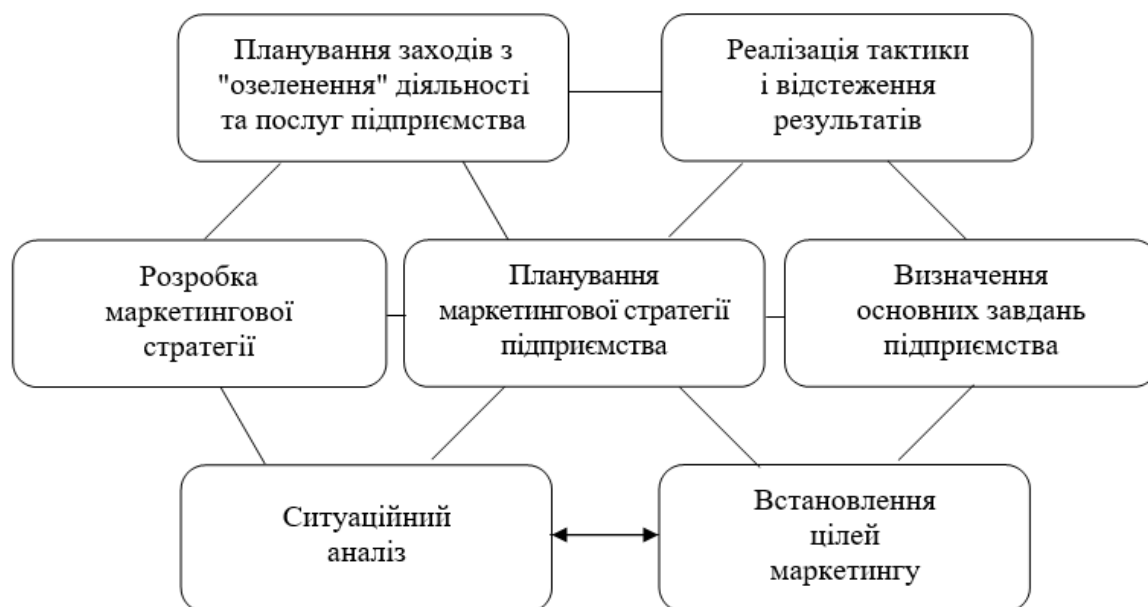 Планування заходів з
"озеленення" діяльності
та послуг підприємства
Реалізація тактики
і відстеження
результатів
Розробка
маркетингової
стратегії
Планування
маркетингової стратегії
підприємства
Визначення
основних завдань
підприємства
Ситуаційний
аналіз
Встановлення
цілей
маркетингу